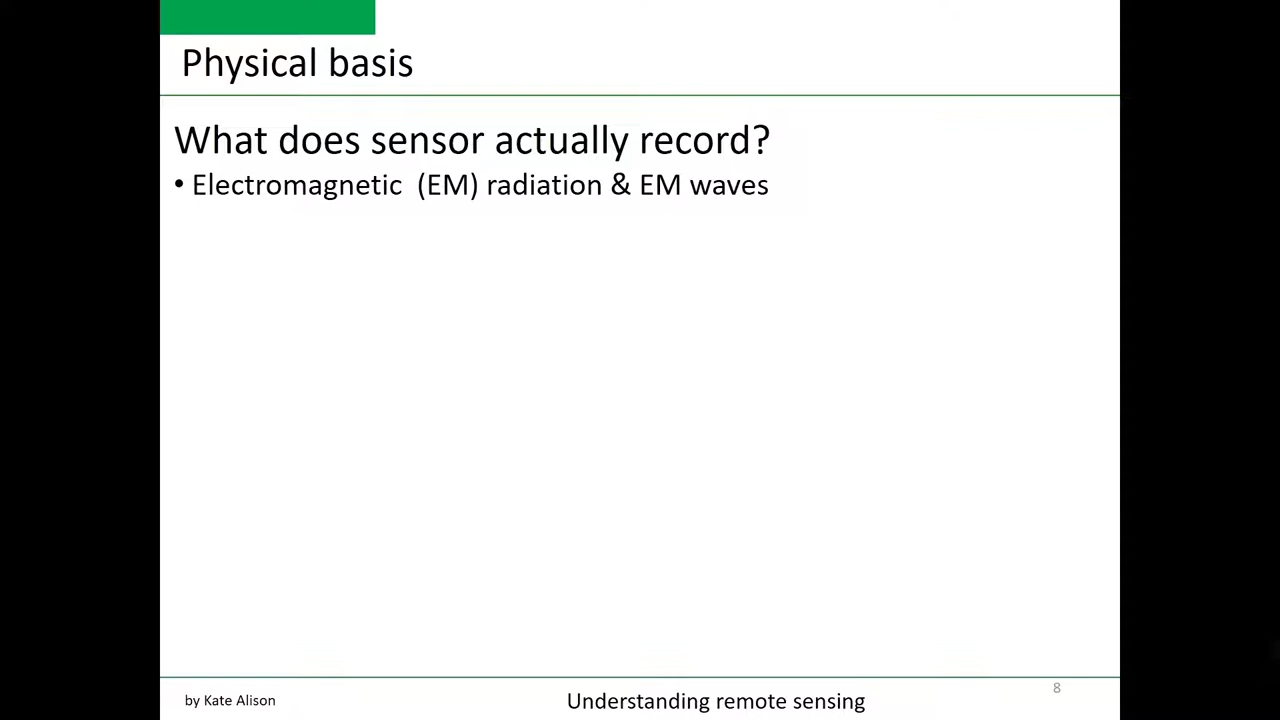 Physical basis
What does sensor actually record?
• Electromagnetic  (EM) radiation & EM waves
by Kate Alison
Understanding remote sensing
8